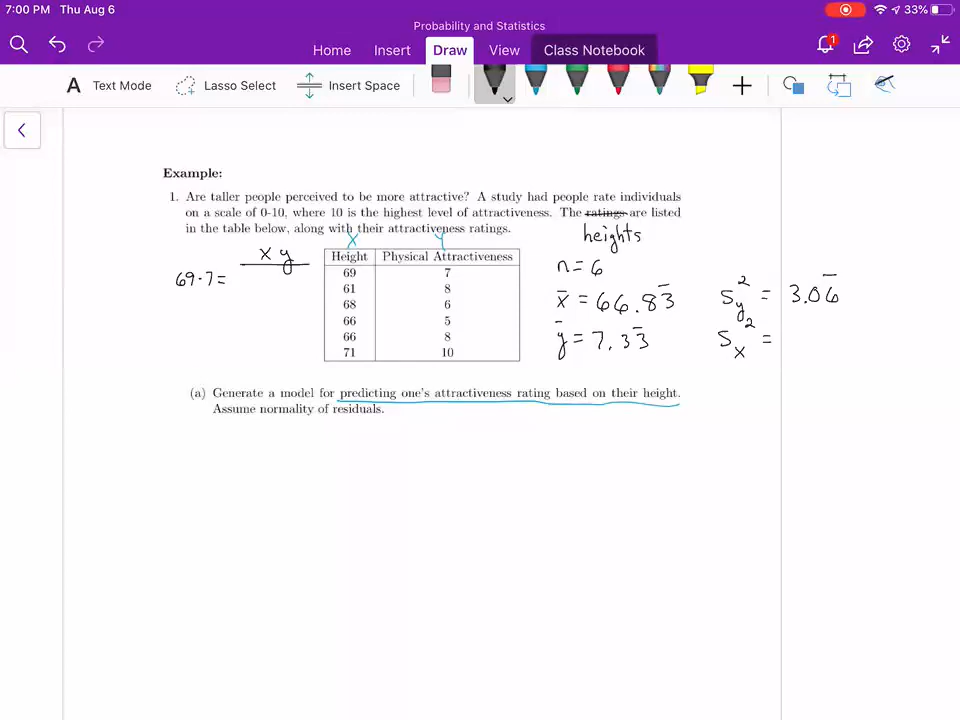 7:00 PM Thu Aug 6
33%
Probability and Statistics
Home Insert Draw View Class Notebook
1
A Text Mode Lasso Select Insert Space
Example:
1. Are taller people perceived to be more attractive? A study had people rate individuals
on a scale of 0-10, where 10 is the highest level of attractiveness. The ratings are listed
in the table below, along with their attractiveness ratings.
heights
X Y
Height Physical Attractiveness
69 7
61 8
68 6
66 5
66 8
71 10
x y
69·7=
n=6
x̄ = 66.83̅
ȳ = 7.33̅
s_y² = 3.06̅
s_x² =
(a) Generate a model for predicting one's attractiveness rating based on their height.
Assume normality of residuals.